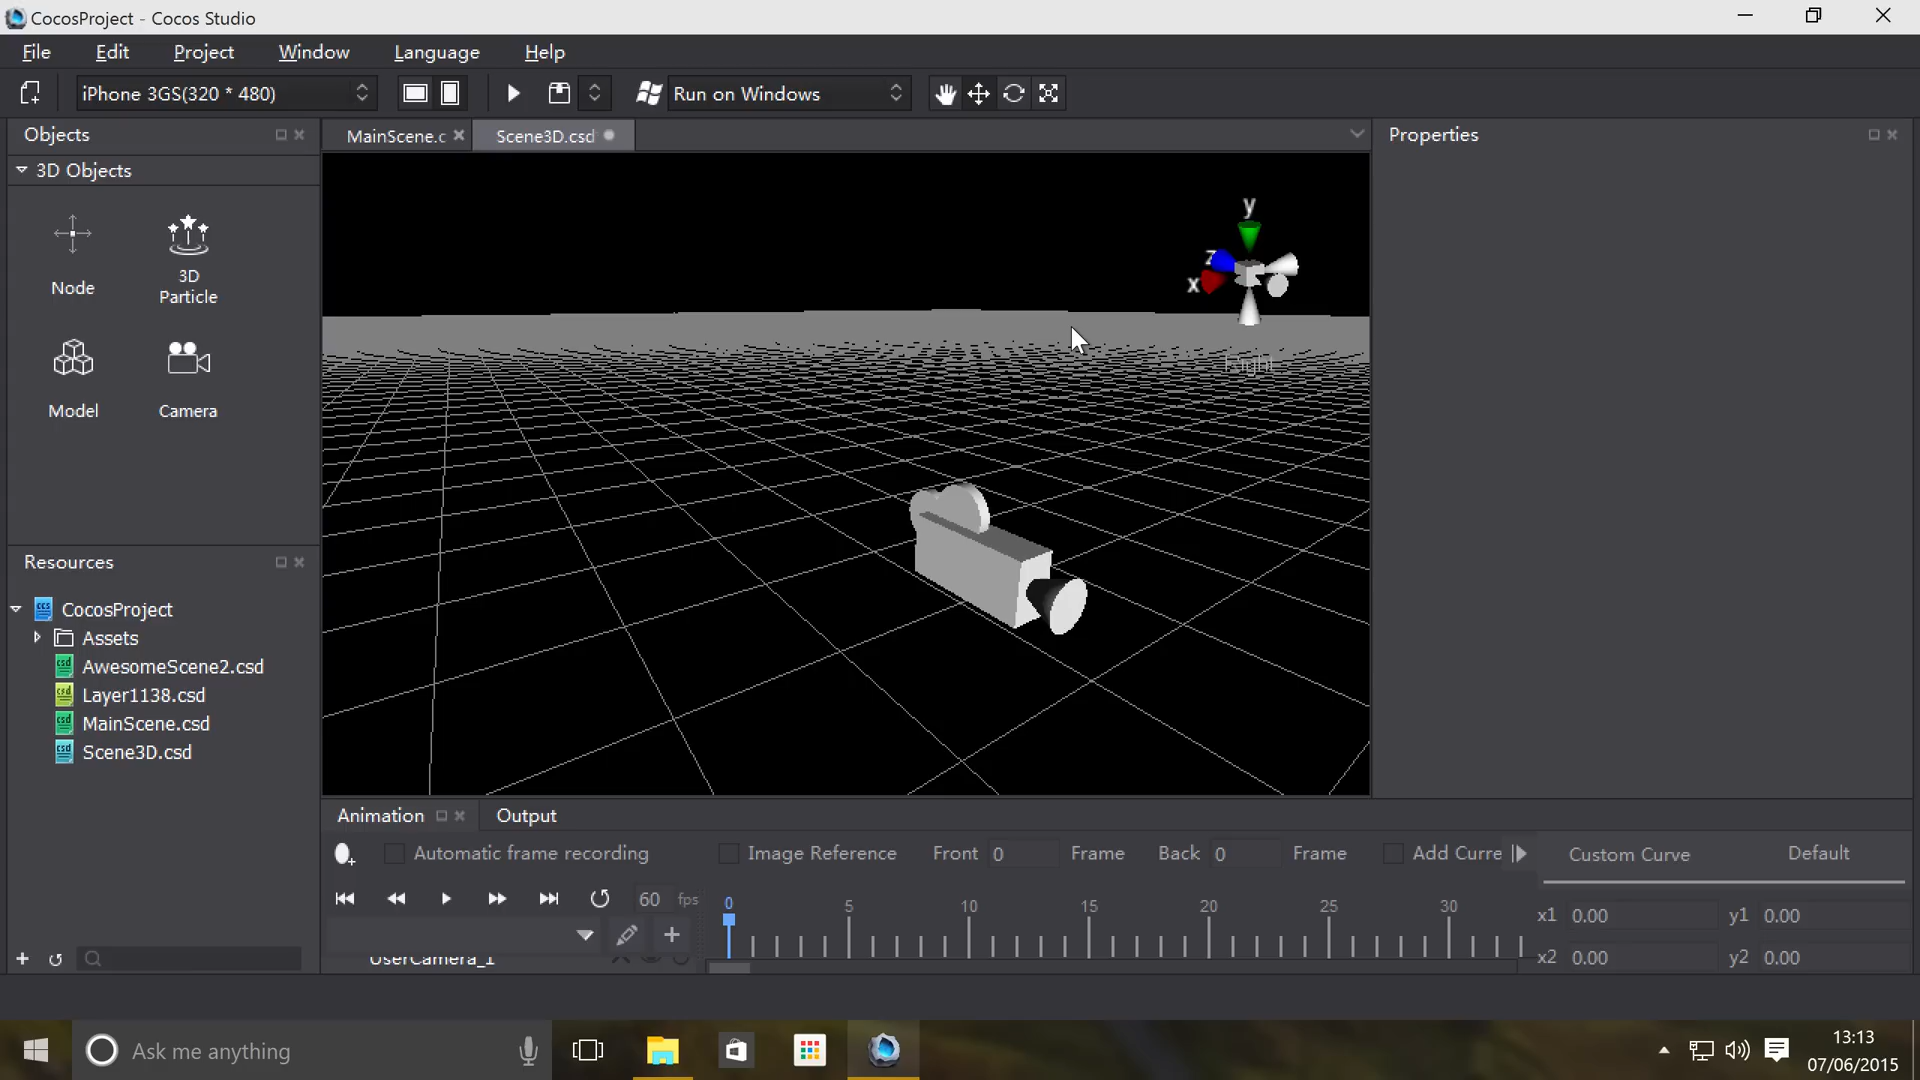 CocosProject - Cocos Studio
File Edit Project Window Language Help
iPhone 3GS(320 * 480) Run on Windows
Objects
3D Objects
Node
3D
Particle
Model
Camera
Resources
CocosProject
Assets
AwesomeScene2.csd
Layer1138.csd
MainScene.csd
Scene3D.csd
MainScene.c Scene3D.csd
y
z
x
Right
Properties
Animation Output
Automatic frame recording Image Reference Front 0 Frame Back 0 Frame Add Curre
60 fps
0 5 10 15 20 25 30
UserCamera_1
Custom Curve Default
x1 0.00 y1 0.00
x2 0.00 y2 0.00
Ask me anything
13:13
07/06/2015